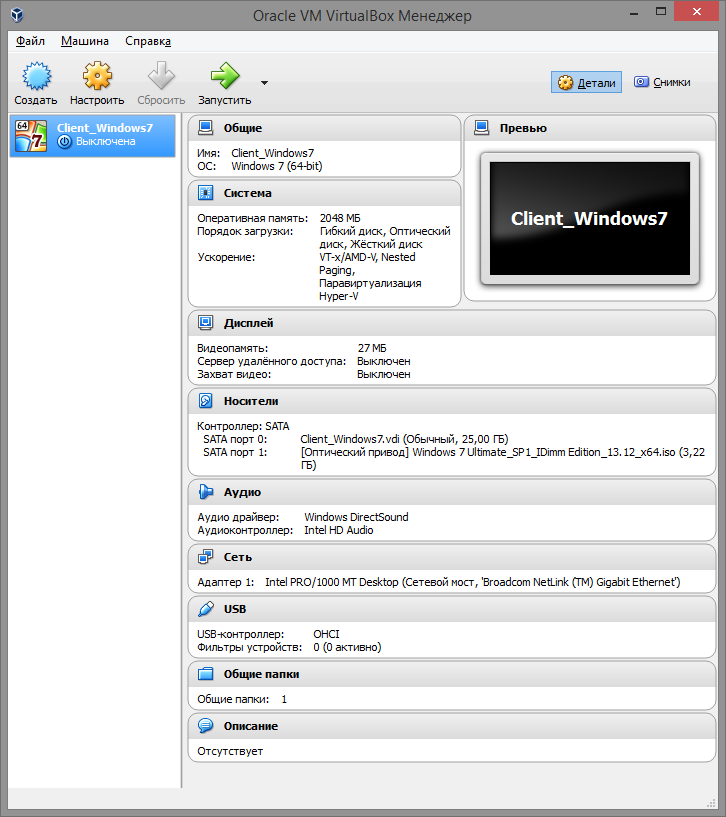 Oracle VM VirtualBox Менеджер
Файл Машина Справка
Создать Настроить Сбросить Запустить Детали Снимки
64 7 Client_Windows7
Выключена
Общие
Имя: Client_Windows7
ОС: Windows 7 (64-bit)
Превью
Client_Windows7
Система
Оперативная память: 2048 МБ
Порядок загрузки: Гибкий диск, Оптический
диск, Жёсткий диск
Ускорение: VT-x/AMD-V, Nested
Paging,
Паравиртуализация
Hyper-V
Дисплей
Видеопамять: 27 МБ
Сервер удалённого доступа: Выключен
Захват видео: Выключен
Носители
Контроллер: SATA
SATA порт 0: Client_Windows7.vdi (Обычный, 25,00 ГБ)
SATA порт 1: [Оптический привод] Windows 7 Ultimate_SP1_IDimm Edition_13.12_x64.iso (3,22
ГБ)
Аудио
Аудио драйвер: Windows DirectSound
Аудиоконтроллер: Intel HD Audio
Сеть
Адаптер 1: Intel PRO/1000 MT Desktop (Сетевой мост, 'Broadcom NetLink (TM) Gigabit Ethernet')
USB
USB-контроллер: OHCI
Фильтры устройств: 0 (0 активно)
Общие папки
Общие папки: 1
Описание
Отсутствует